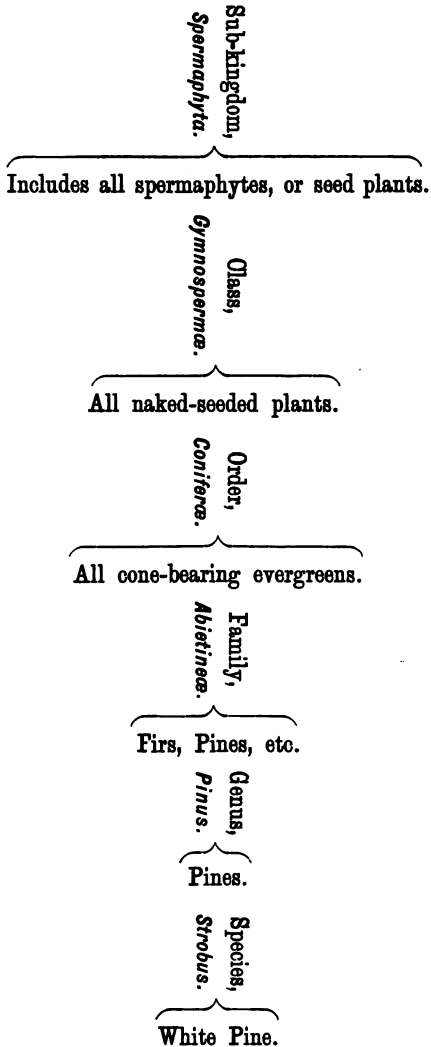 Sub-kingdom,
Spermaphyta.
Includes all spermaphytes, or seed plants.
Class,
Gymnospermæ.
All naked-seeded plants.
Order,
Coniferæ.
All cone-bearing evergreens.
Family,
Abietineæ.
Firs, Pines, etc.
Genus,
Pinus.
Pines.
Species,
Strobus.
White Pine.